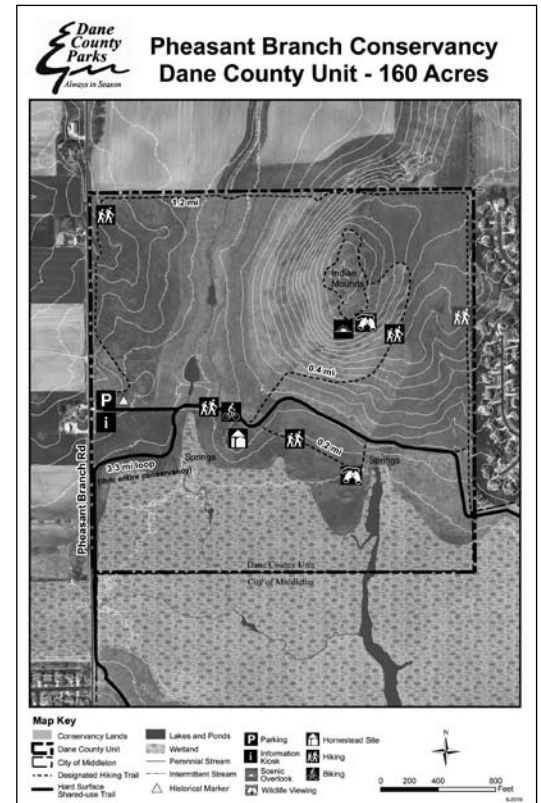 Dane
County
Parks
Always in Season
Pheasant Branch Conservancy
Dane County Unit - 160 Acres
1.2 mi
Indian
Mounds
0.4 mi
P
i
3.3 mi loop
(thru entire conservancy)
Springs
0.2 mi
Springs
Pheasant Branch Rd
Dane County Unit
City of Middleton
Map Key
Conservancy Lands
Dane County Unit
City of Middleton
Designated Hiking Trail
Hard Surface
Shared-use Trail
Lakes and Ponds
Wetland
Perennial Stream
Intermittent Stream
Historical Marker
P Parking
i Information
Kiosk
Scenic
Overlook
Wildlife Viewing
Homestead Site
Hiking
Biking
N
0 400 800
Feet